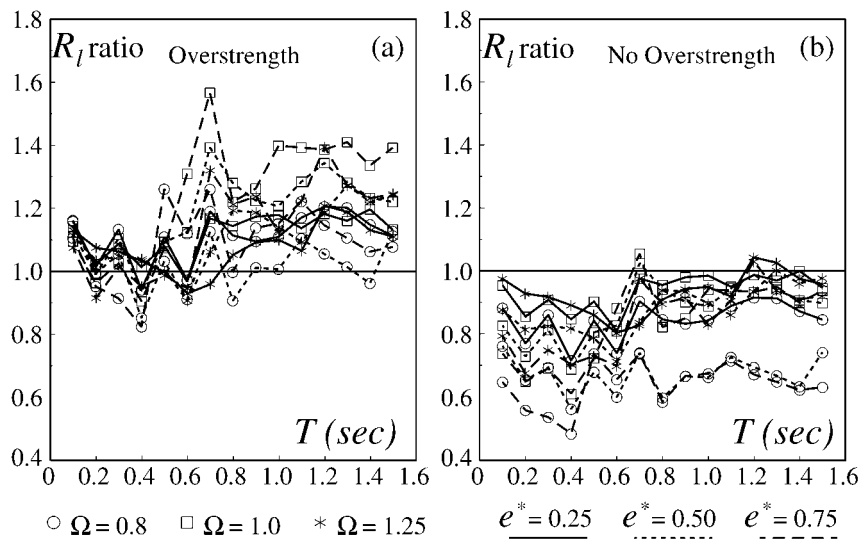 1.8
1.6
1.4
1.2
1.0
0.8
0.6
0.4
R_l ratio Overstrength (a)
T (sec)
0.0 0.2 0.4 0.6 0.8 1.0 1.2 1.4 1.6
1.8
1.6
1.4
1.2
1.0
0.8
0.6
0.4
R_l ratio No Overstrength (b)
T (sec)
0.0 0.2 0.4 0.6 0.8 1.0 1.2 1.4 1.6
Ω = 0.8 Ω = 1.0 Ω = 1.25
e* = 0.25 e* = 0.50 e* = 0.75